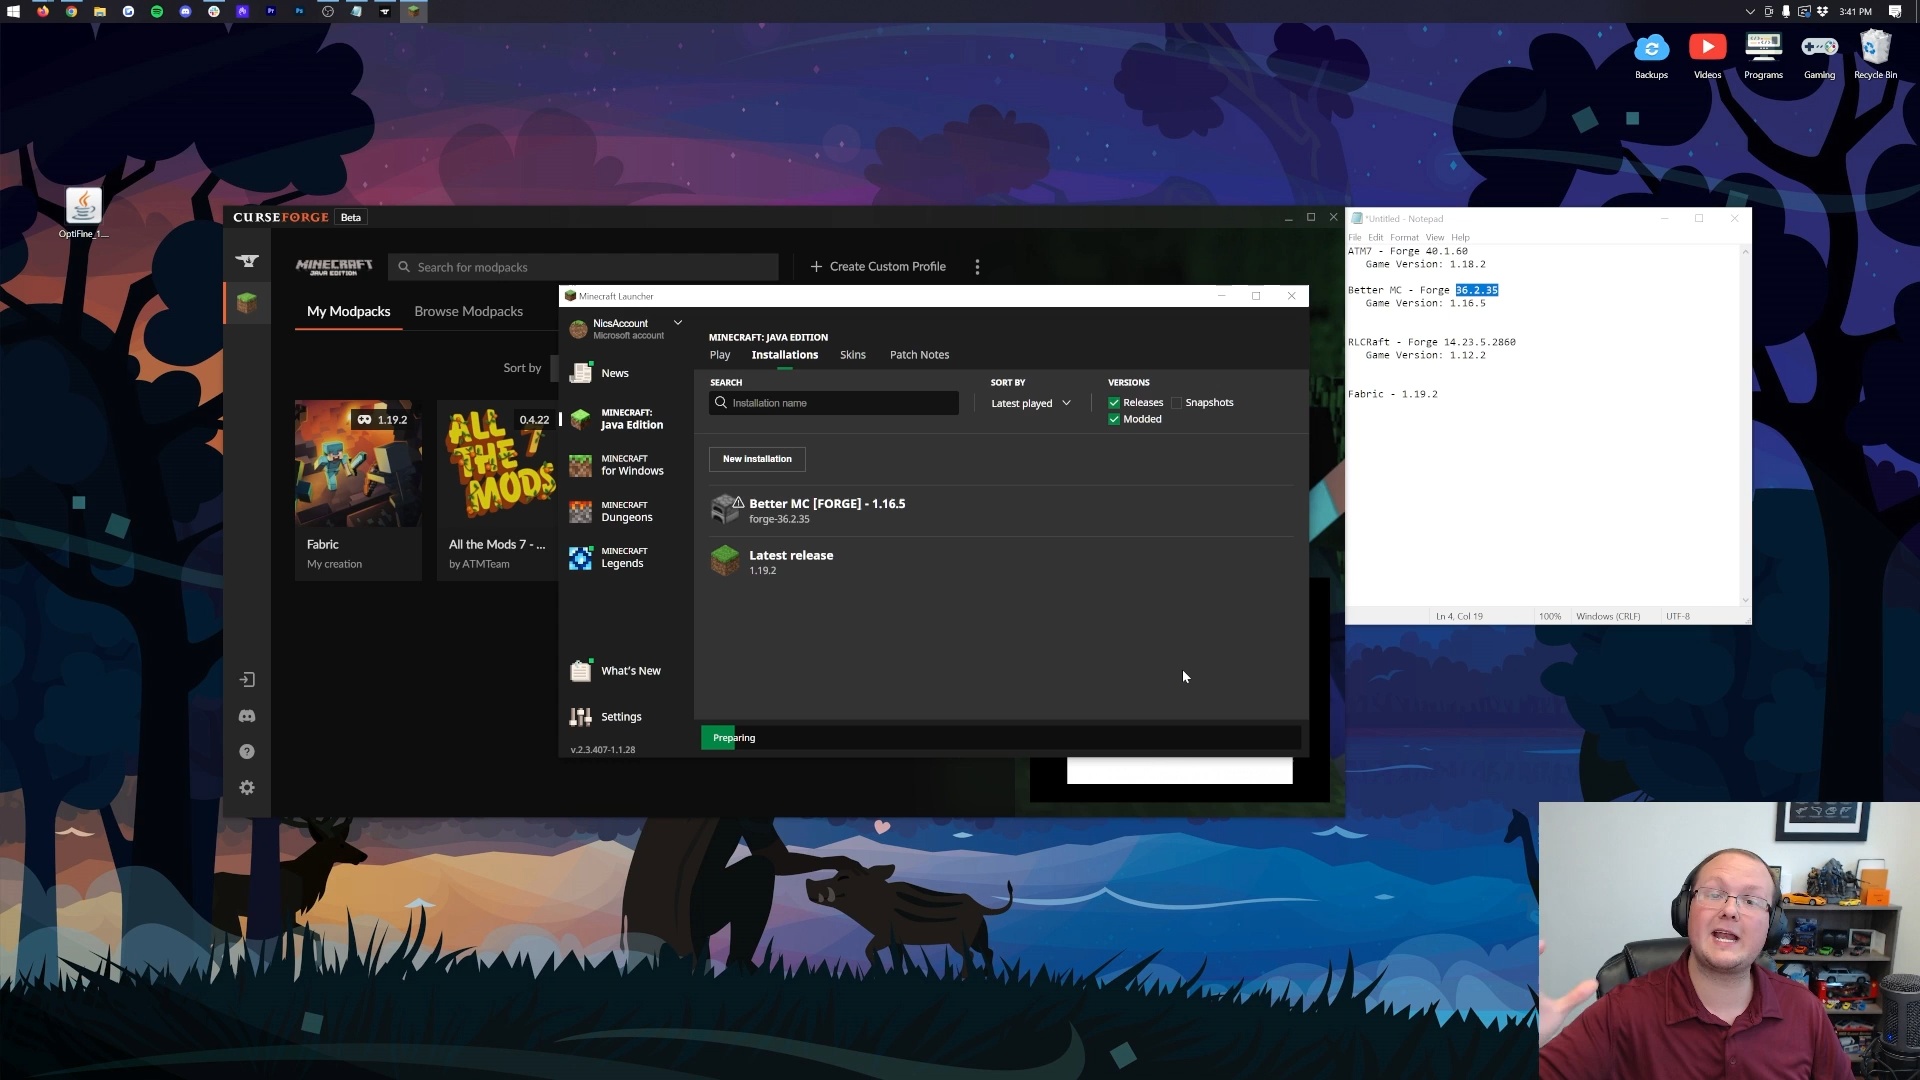 3:41 PM
Backups
Videos
Programs
Gaming
Recycle Bin
OptiFine_1....
CURSEFORGE Beta
MINECRAFT
JAVA EDITION
Search for modpacks
Create Custom Profile
My Modpacks
Browse Modpacks
Sort by
1.19.2
Fabric
My creation
ALL THE MODS 7
0.4.22
All the Mods 7 - ...
by ATMTeam
Minecraft Launcher
NicsAccount
Microsoft account
News
MINECRAFT:
Java Edition
MINECRAFT
for Windows
MINECRAFT
Dungeons
MINECRAFT
Legends
What's New
Settings
v.2.3.407-1.1.28
MINECRAFT: JAVA EDITION
Play
Installations
Skins
Patch Notes
SEARCH
Installation name
SORT BY
Latest played
VERSIONS
Releases
Snapshots
Modded
New installation
Better MC [FORGE] - 1.16.5
forge-36.2.35
Latest release
1.19.2
Preparing
*Untitled - Notepad
File Edit Format View Help
ATM7 - Forge 40.1.60
Game Version: 1.18.2
Better MC - Forge 36.2.35
Game Version: 1.16.5
RLCRaft - Forge 14.23.5.2860
Game Version: 1.12.2
Fabric - 1.19.2
Ln 4, Col 19
100%
Windows (CRLF)
UTF-8